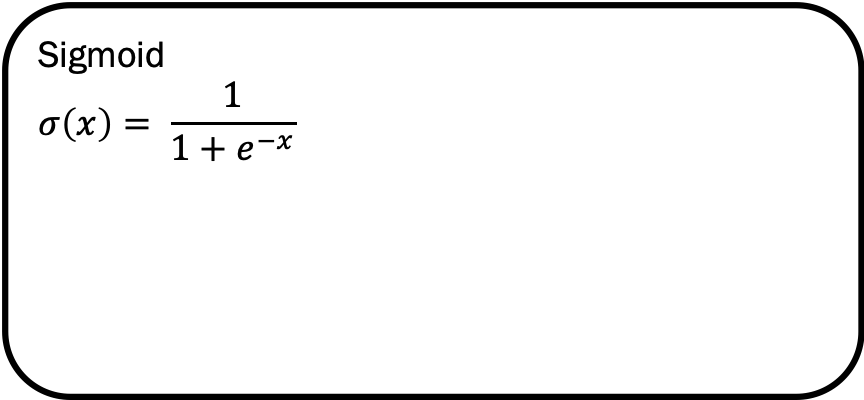 Sigmoid
𝜎(𝑥) = 1 / (1 + 𝑒^(−𝑥))